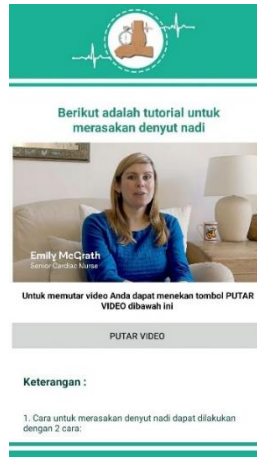 Berikut adalah tutorial untuk
merasakan denyut nadi
Emily McGrath
Senior Cardiac Nurse
Untuk memutar video Anda dapat menekan tombol PUTAR
VIDEO dibawah ini
PUTAR VIDEO
Keterangan :
1. Cara untuk merasakan denyut nadi dapat dilakukan
dengan 2 cara: